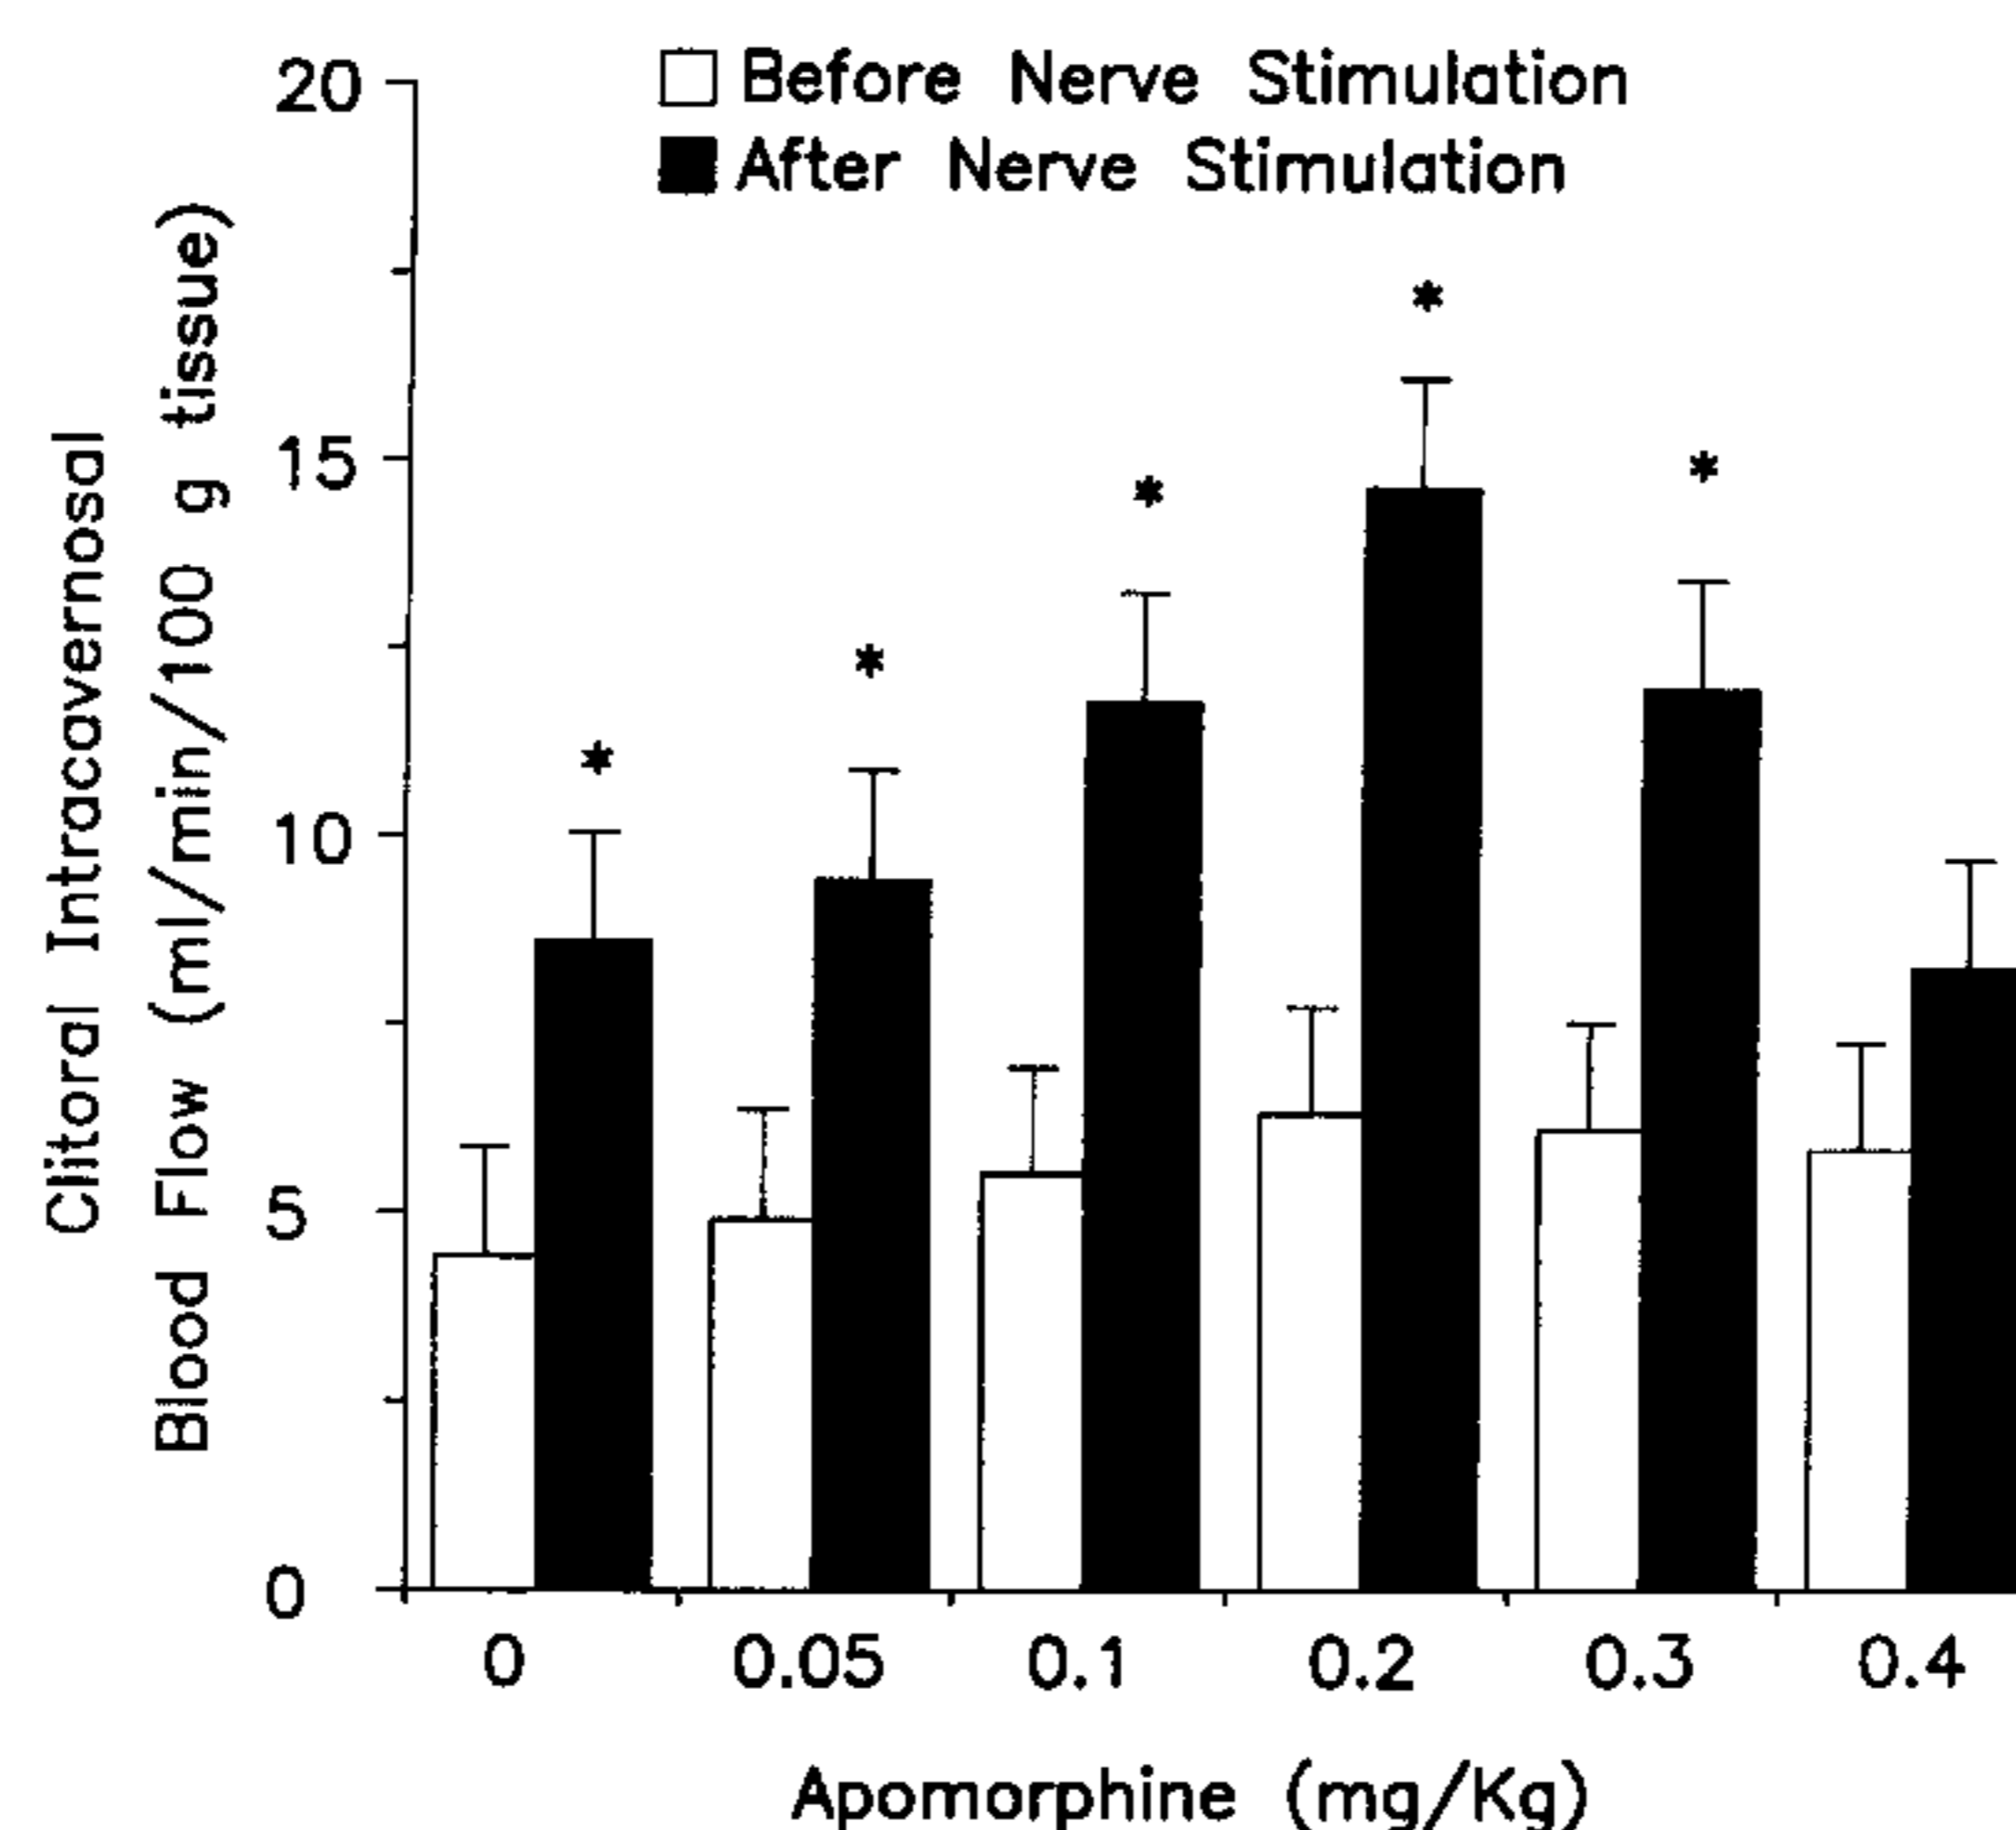 Before Nerve Stimulation
After Nerve Stimulation
Clitoral Intracavernosal
Blood Flow (ml/min/100 g tissue)
20
15
10
5
0
* * * * *
0 0.05 0.1 0.2 0.3 0.4
Apomorphine (mg/Kg)